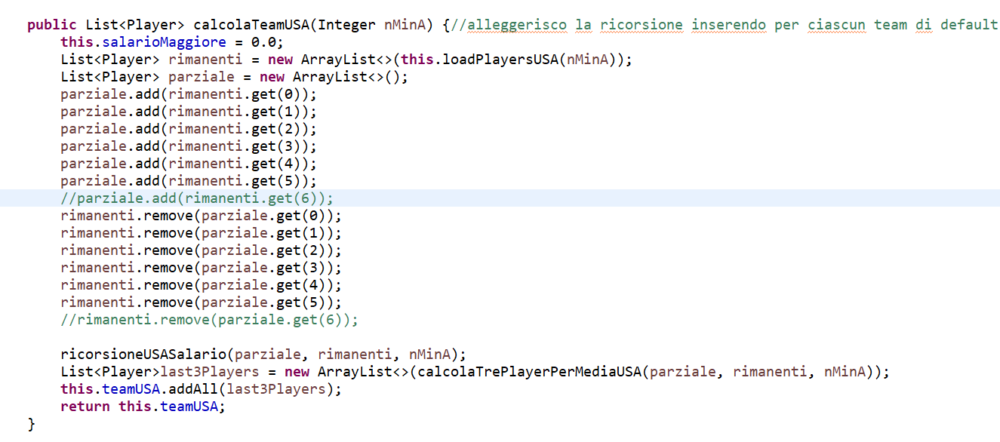 public List<Player> calcolaTeamUSA(Integer nMinA) {//alleggerisco la ricorsione inserendo per ciascun team di default
this.salarioMaggiore = 0.0;
List<Player> rimanenti = new ArrayList<>(this.loadPlayersUSA(nMinA));
List<Player> parziale = new ArrayList<>();
parziale.add(rimanenti.get(0));
parziale.add(rimanenti.get(1));
parziale.add(rimanenti.get(2));
parziale.add(rimanenti.get(3));
parziale.add(rimanenti.get(4));
parziale.add(rimanenti.get(5));
//parziale.add(rimanenti.get(6));
rimanenti.remove(parziale.get(0));
rimanenti.remove(parziale.get(1));
rimanenti.remove(parziale.get(2));
rimanenti.remove(parziale.get(3));
rimanenti.remove(parziale.get(4));
rimanenti.remove(parziale.get(5));
//rimanenti.remove(parziale.get(6));
ricorsioneUSASalario(parziale, rimanenti, nMinA);
List<Player>last3Players = new ArrayList<>(calcolaTrePlayerPerMediaUSA(parziale, rimanenti, nMinA));
this.teamUSA.addAll(last3Players);
return this.teamUSA;
}